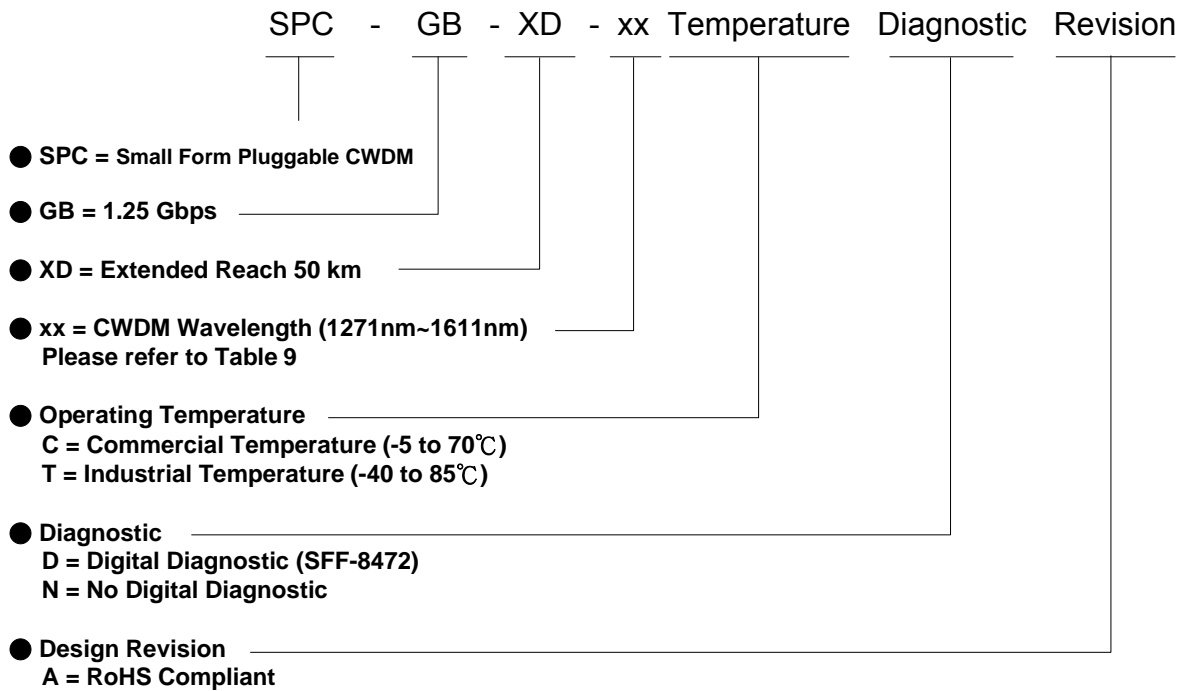 SPC - GB - XD - xx Temperature Diagnostic Revision
● SPC = Small Form Pluggable CWDM
● GB = 1.25 Gbps
● XD = Extended Reach 50 km
● xx = CWDM Wavelength (1271nm~1611nm)
Please refer to Table 9
● Operating Temperature
C = Commercial Temperature (-5 to 70℃)
T = Industrial Temperature (-40 to 85℃)
● Diagnostic
D = Digital Diagnostic (SFF-8472)
N = No Digital Diagnostic
● Design Revision
A = RoHS Compliant